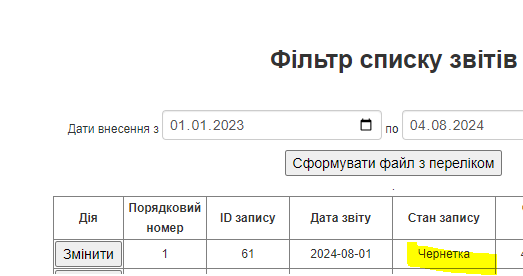 Фільтр списку звітів
Дати внесення з 01.01.2023 по 04.08.2024
Сформувати файл з переліком
Дія Порядковий номер ID запису Дата звіту Стан запису
Змінити 1 61 2024-08-01 Чернетка